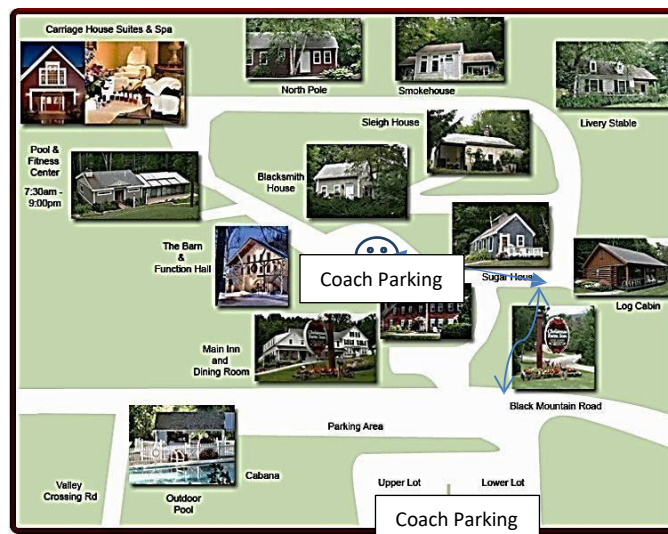 Carriage House Suites & Spa
North Pole
Smokehouse
Livery Stable
Sleigh House
Pool &
Fitness
Center
7:30am -
9:00pm
Blacksmith
House
The Barn
&
Function Hall
Coach Parking
Sugar House
Log Cabin
Main Inn
and
Dining Room
Black Mountain Road
Parking Area
Valley
Crossing Rd
Outdoor
Pool
Cabana
Upper Lot
Lower Lot
Coach Parking